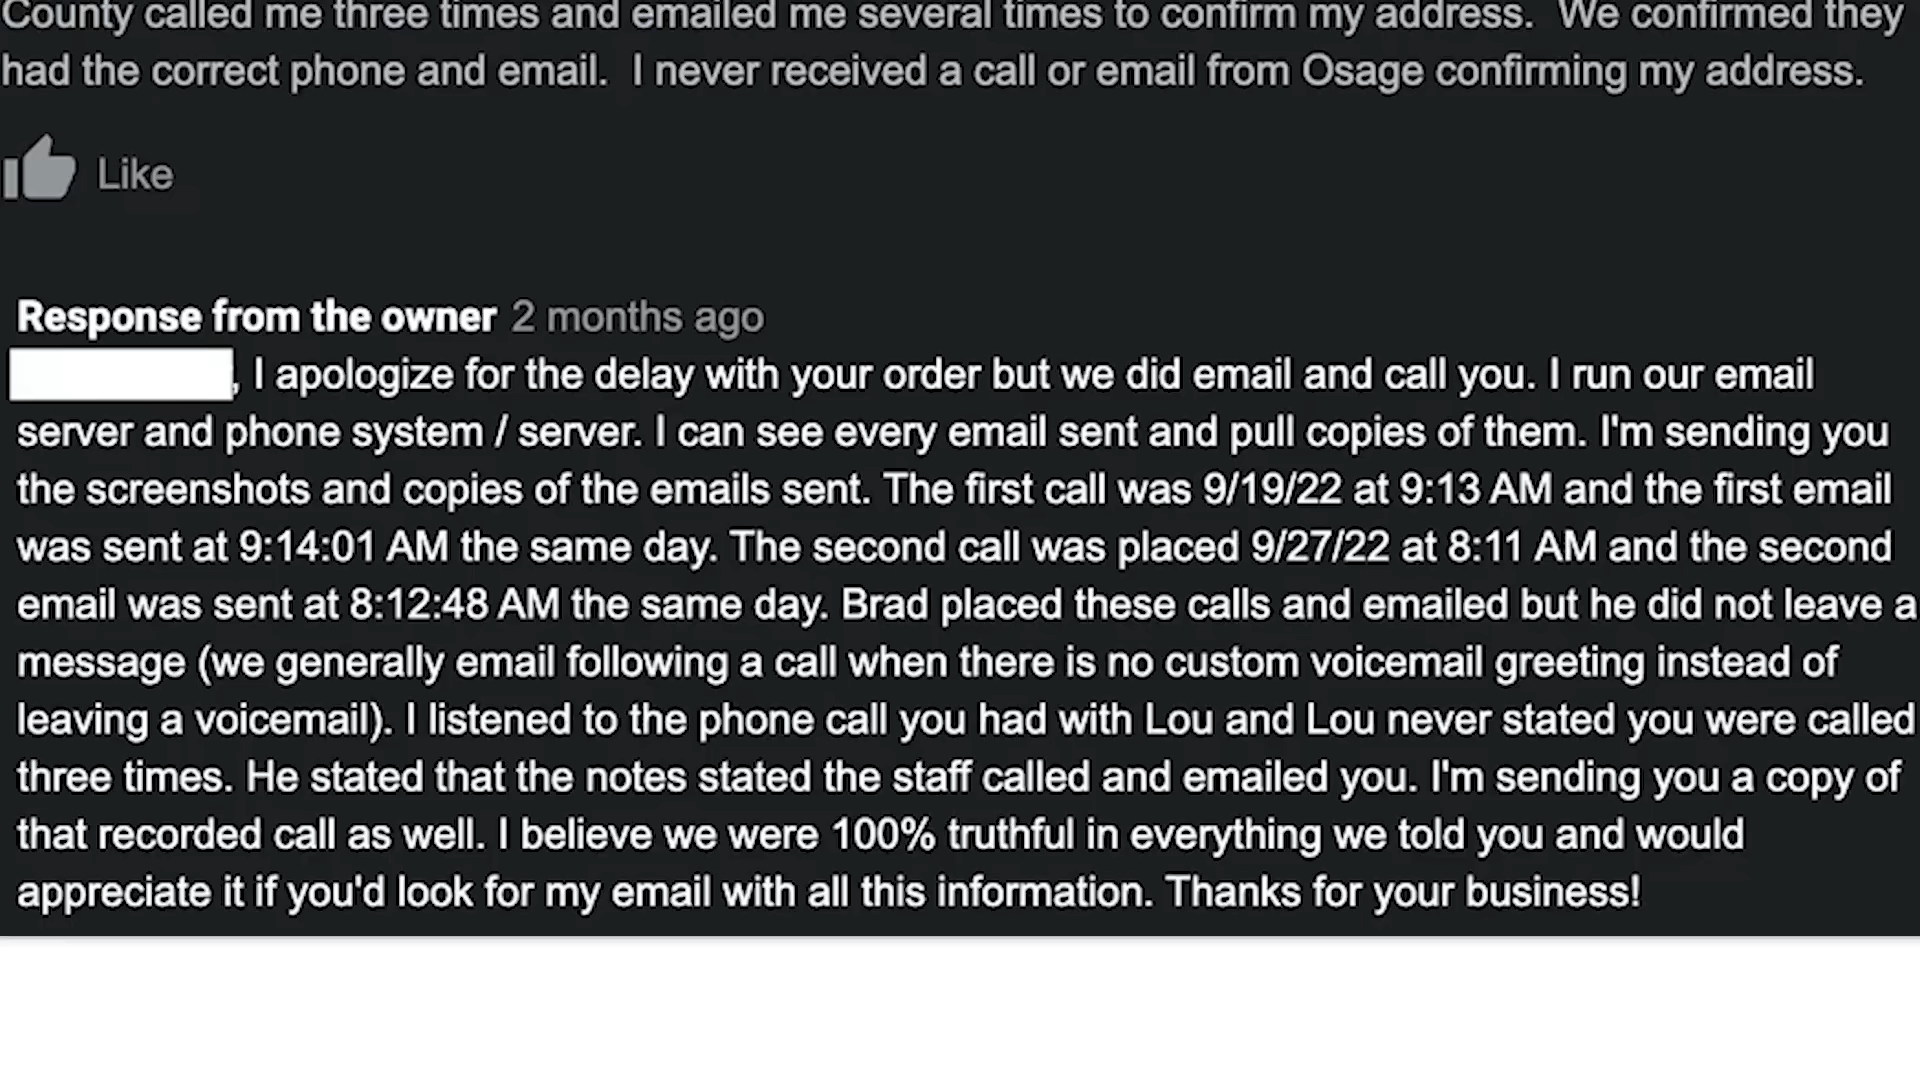 County called me three times and emailed me several times to confirm my address.  We confirmed they
had the correct phone and email.  I never received a call or email from Osage confirming my address.
Like
Response from the owner 2 months ago
, I apologize for the delay with your order but we did email and call you. I run our email
server and phone system / server. I can see every email sent and pull copies of them. I'm sending you
the screenshots and copies of the emails sent. The first call was 9/19/22 at 9:13 AM and the first email
was sent at 9:14:01 AM the same day. The second call was placed 9/27/22 at 8:11 AM and the second
email was sent at 8:12:48 AM the same day. Brad placed these calls and emailed but he did not leave a
message (we generally email following a call when there is no custom voicemail greeting instead of
leaving a voicemail). I listened to the phone call you had with Lou and Lou never stated you were called
three times. He stated that the notes stated the staff called and emailed you. I'm sending you a copy of
that recorded call as well. I believe we were 100% truthful in everything we told you and would
appreciate it if you'd look for my email with all this information. Thanks for your business!